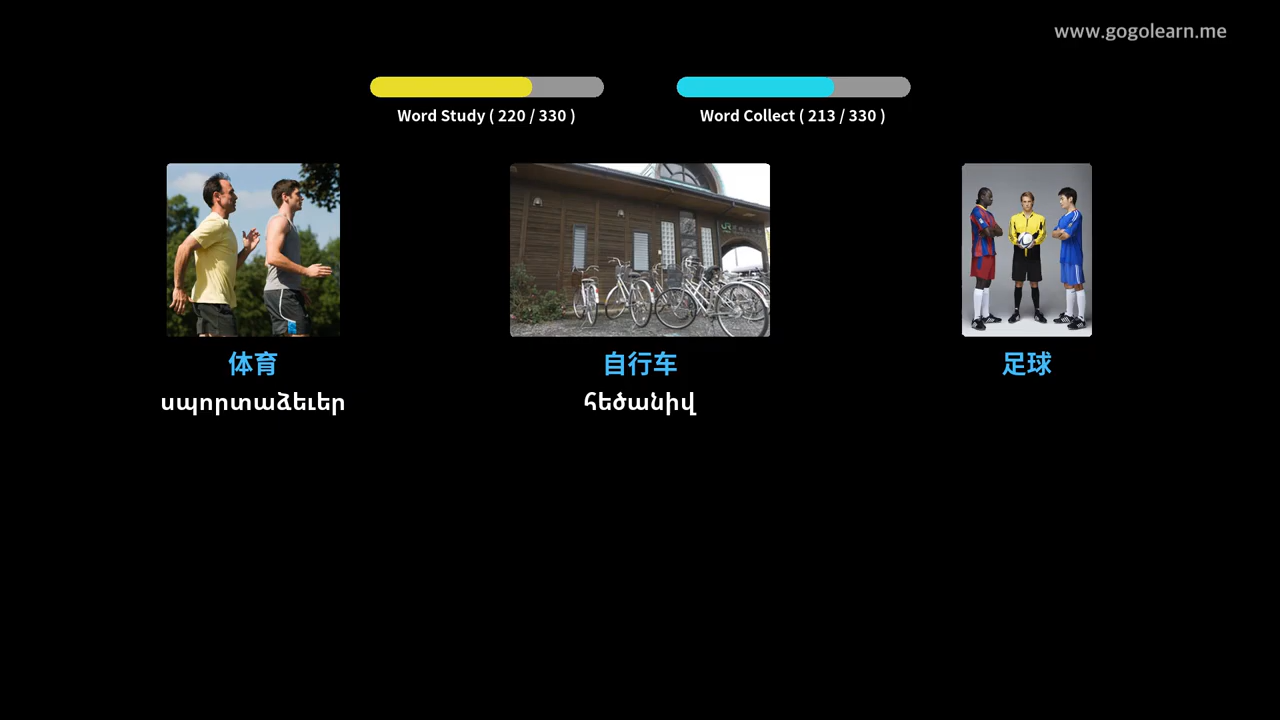 www.gogolearn.me
Word Study ( 220 / 330 )
Word Collect ( 213 / 330 )
JR
体育
自行车
足球
սպորտաձեւեր
հեծանիվ